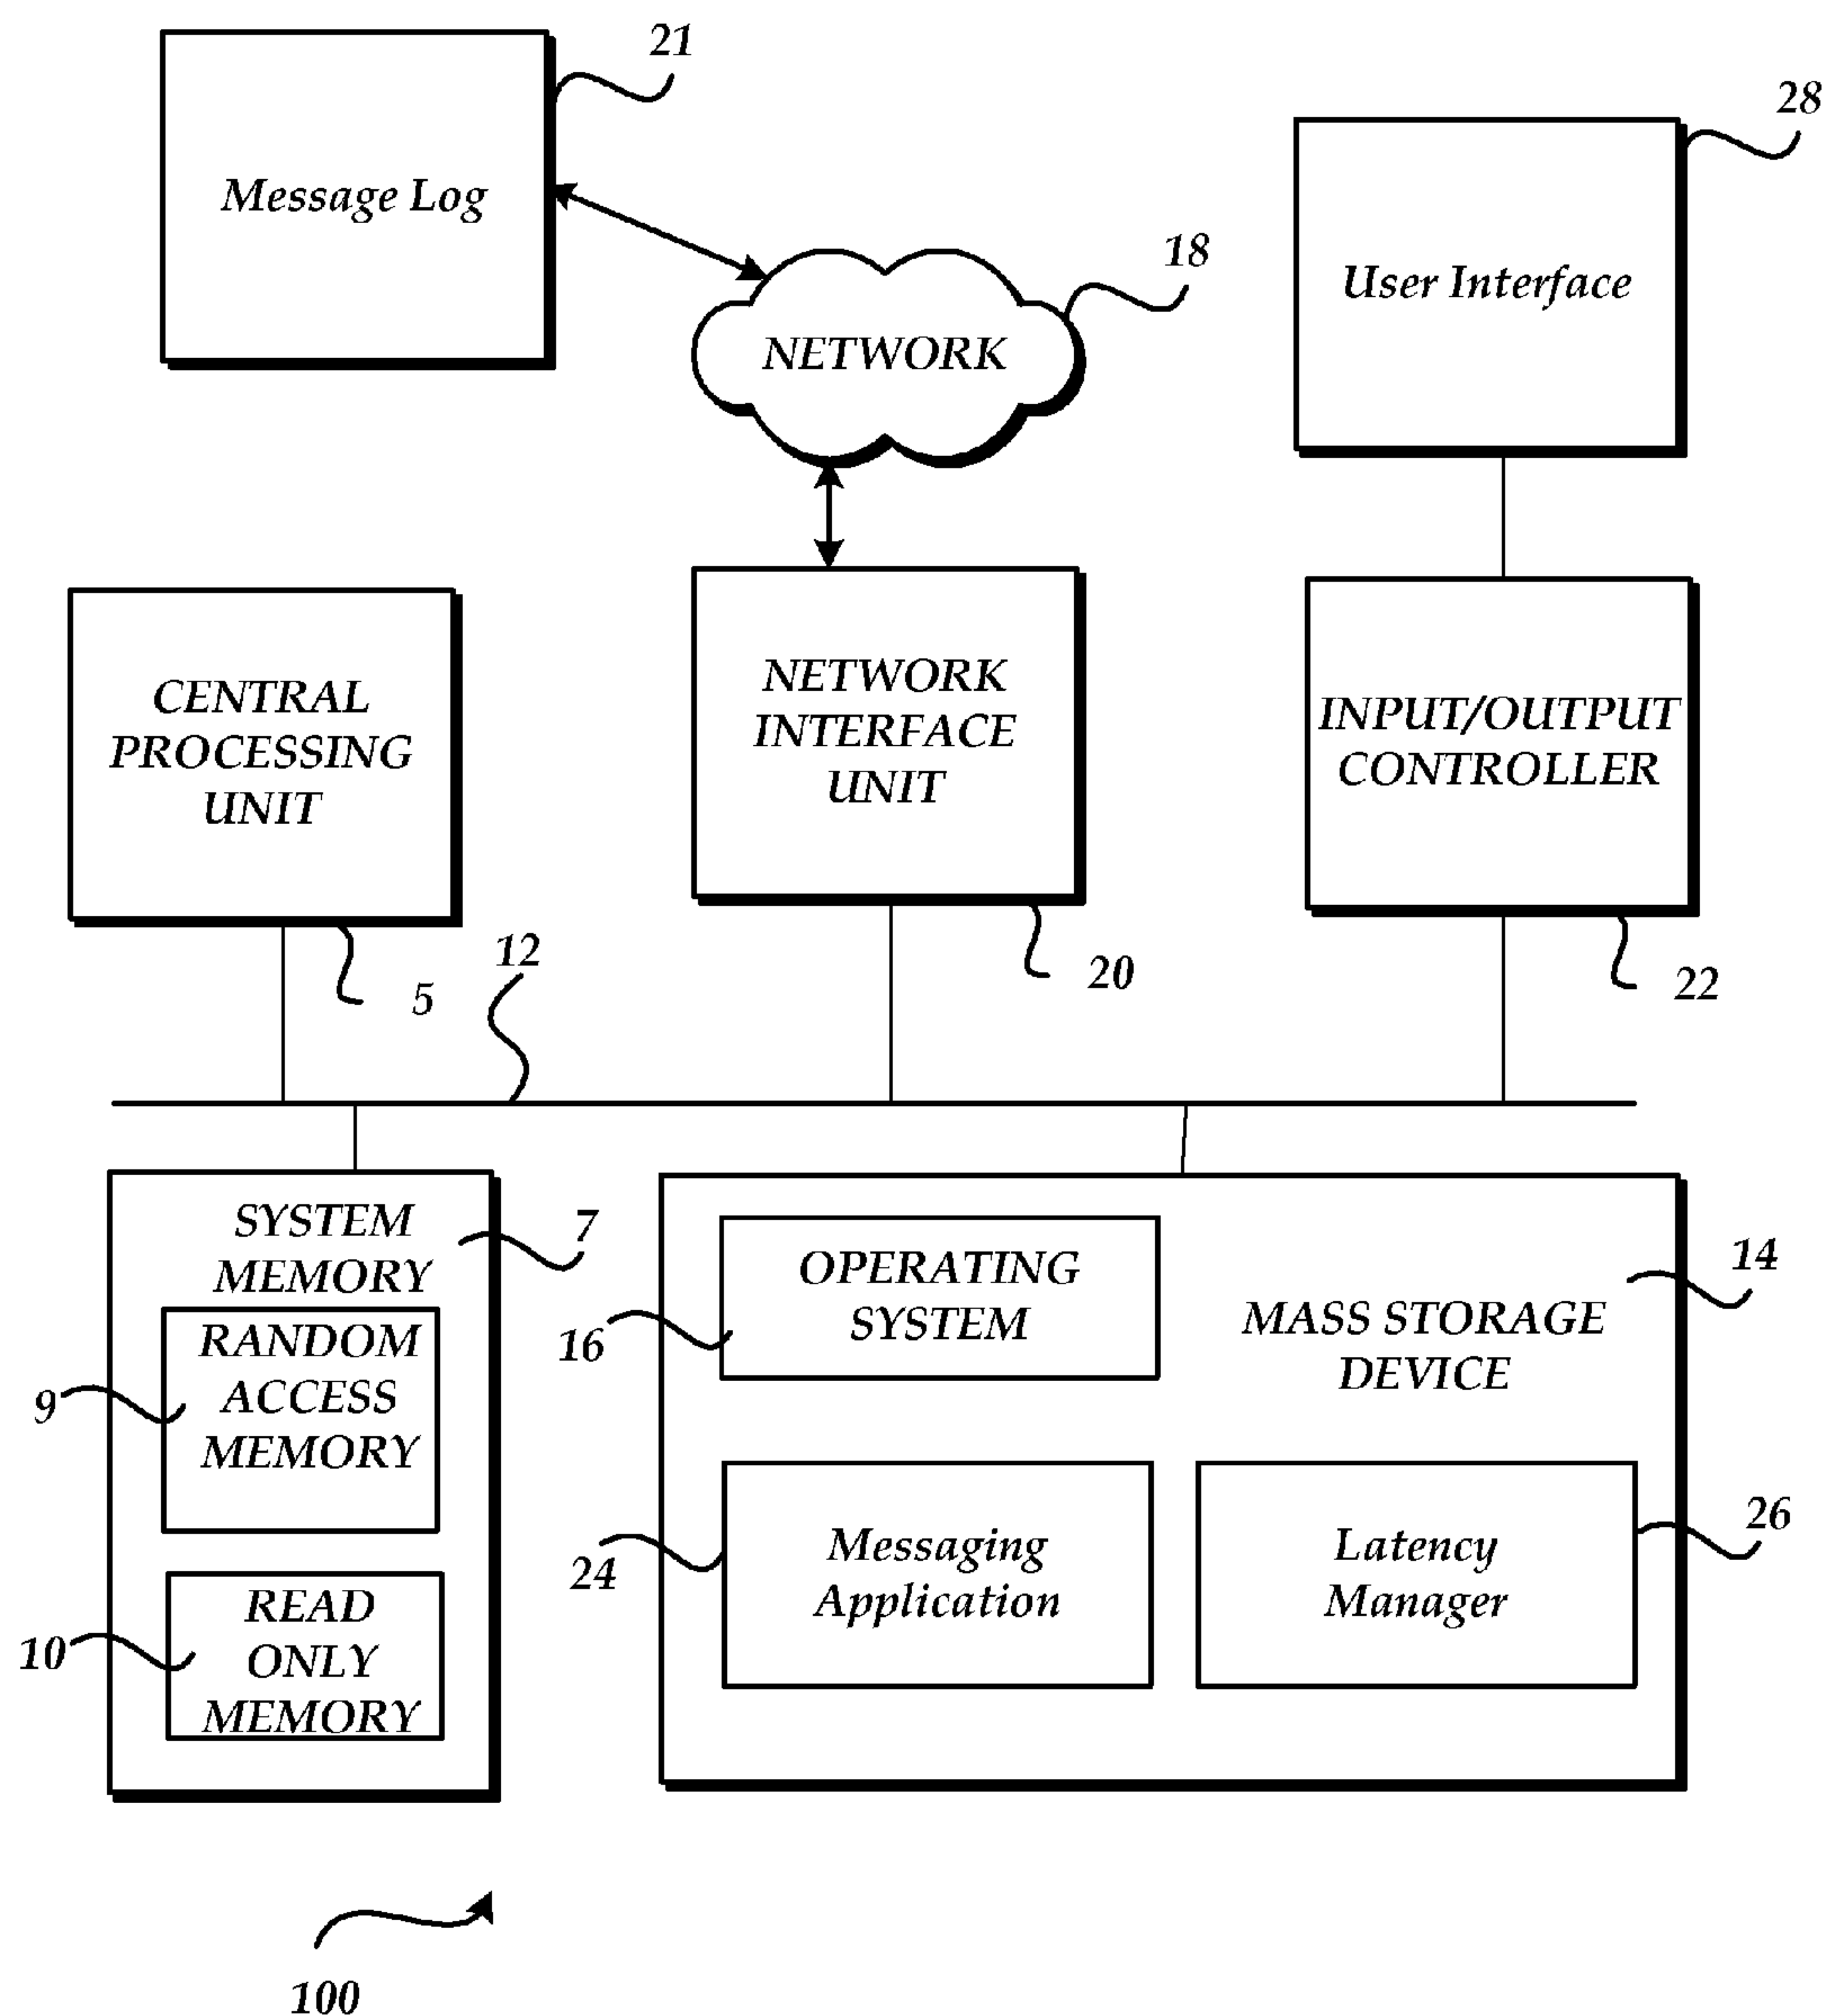 21
Message Log
28
User Interface
18
NETWORK
CENTRAL
PROCESSING
UNIT
5
NETWORK
INTERFACE
UNIT
20
INPUT/OUTPUT
CONTROLLER
22
12
SYSTEM
MEMORY
7
RANDOM
ACCESS
MEMORY
9
READ
ONLY
MEMORY
10
OPERATING
SYSTEM
16
MASS STORAGE
DEVICE
14
Messaging
Application
24
Latency
Manager
26
100